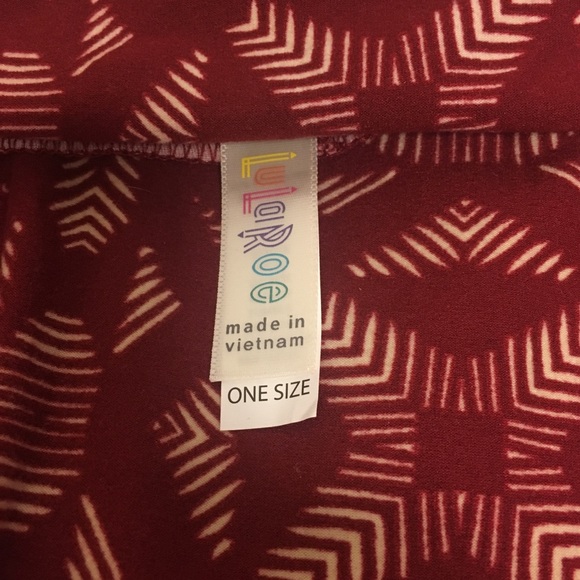 LuLaRoe
made in
vietnam
ONE SIZE